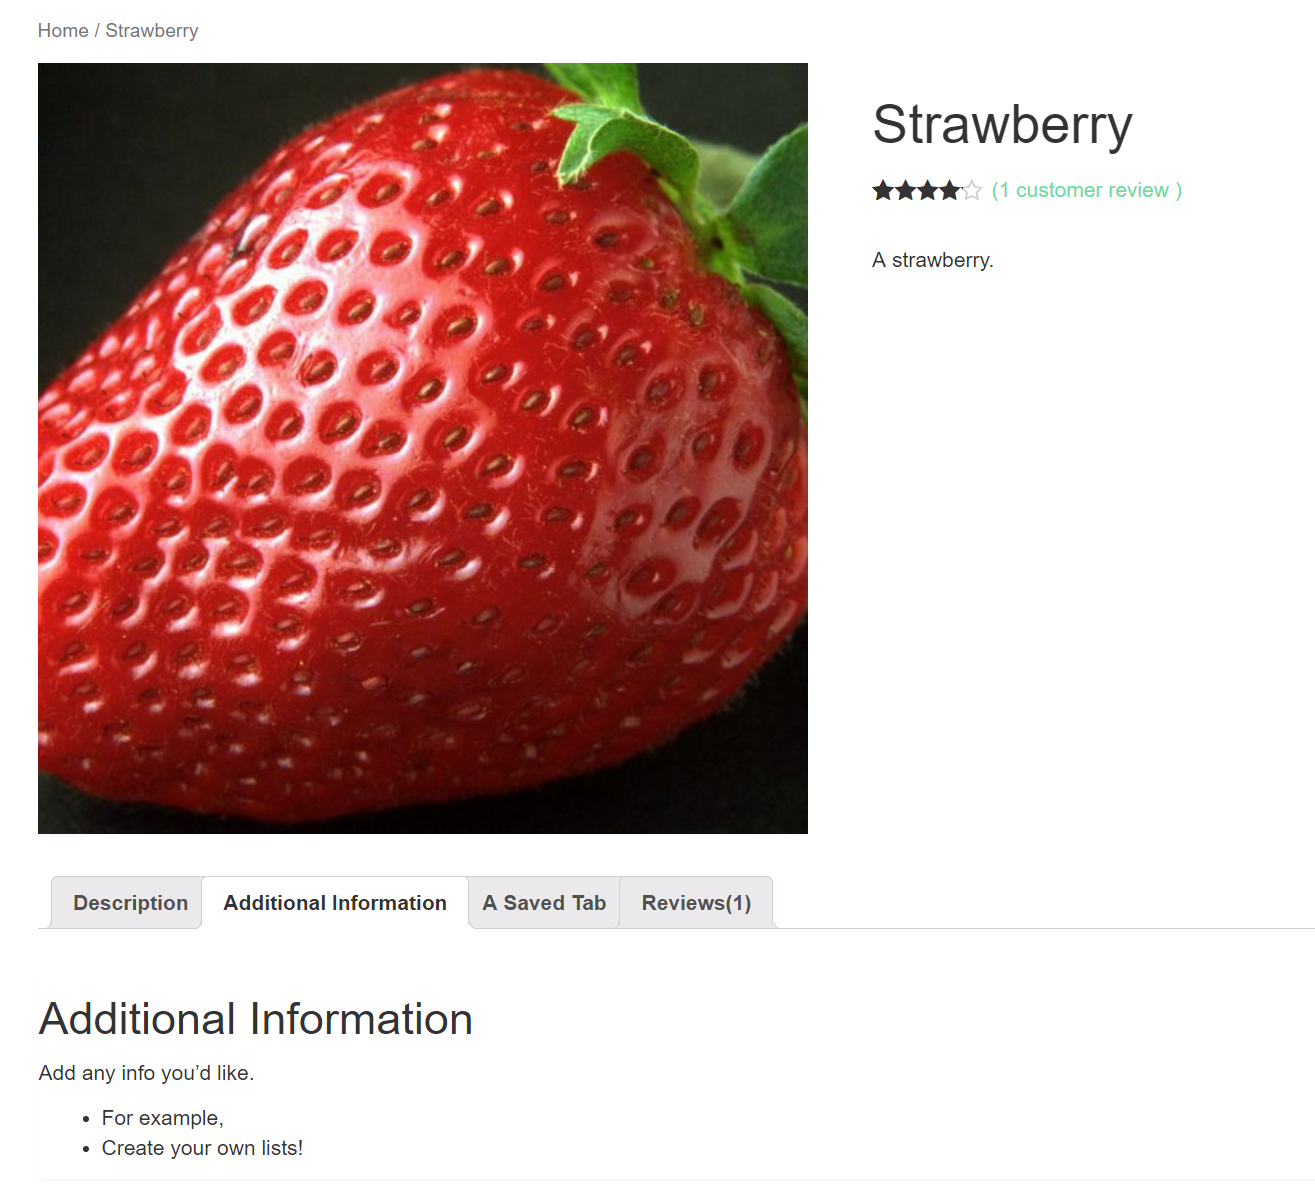 Home / Strawberry
Strawberry
(1 customer review )
A strawberry.
Description
Additional Information
A Saved Tab
Reviews(1)
Additional Information
Add any info you’d like.
• For example,
• Create your own lists!